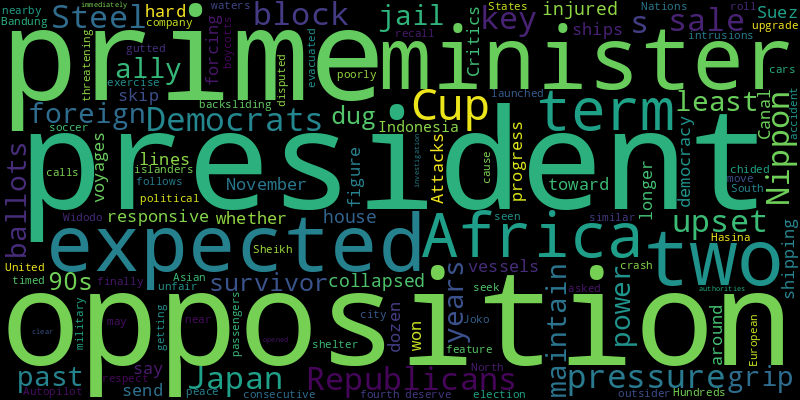 nearby Steel hard waters immediately block jail key States injured Nations s sale roll Suez
Bandung company gutted forcing boycotts Critics ships intrusions upgrade
prime minister
threatening ally evacuated poorly recall
skip exercise disputed launched cars
foreign Democrats backsliding dug Cup term least Canal accident
soccer Indonesia
president
ballots voyages lines calls islanders follows political November figure investigation Attacks cause progress toward longer democracy chided move South Nippon
Widodo responsive whether house seen similar upset
expected Africa two
Sheikh Hasina shipping
United timed 90s finally Asian unfair survivor collapsed vessels years seek crash asked maintain power authorities
opposition
clear military may getting near passengers opened city shelter dozen won Joko feature around European
past say Japan Republicans North pressure grip
Autopilot respect send peace consecutive fourth deserve election outsider Hundreds